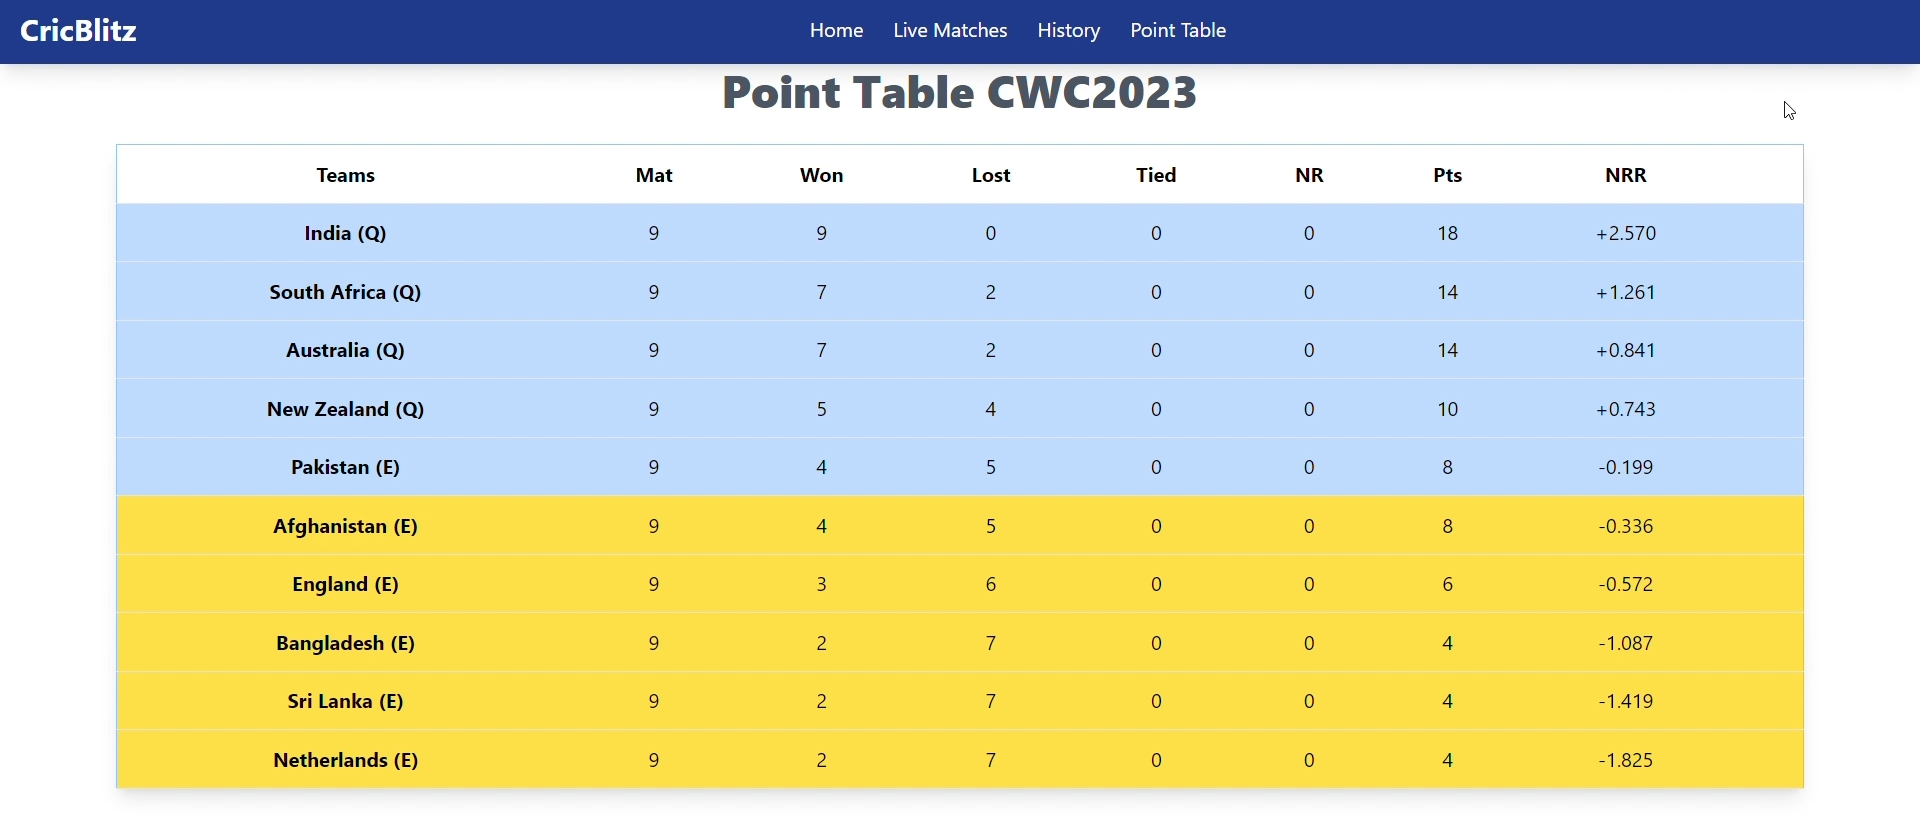 CricBlitz Home Live Matches History Point Table
Point Table CWC2023
Teams Mat Won Lost Tied NR Pts NRR
India (Q) 9 9 0 0 0 18 +2.570
South Africa (Q) 9 7 2 0 0 14 +1.261
Australia (Q) 9 7 2 0 0 14 +0.841
New Zealand (Q) 9 5 4 0 0 10 +0.743
Pakistan (E) 9 4 5 0 0 8 -0.199
Afghanistan (E) 9 4 5 0 0 8 -0.336
England (E) 9 3 6 0 0 6 -0.572
Bangladesh (E) 9 2 7 0 0 4 -1.087
Sri Lanka (E) 9 2 7 0 0 4 -1.419
Netherlands (E) 9 2 7 0 0 4 -1.825